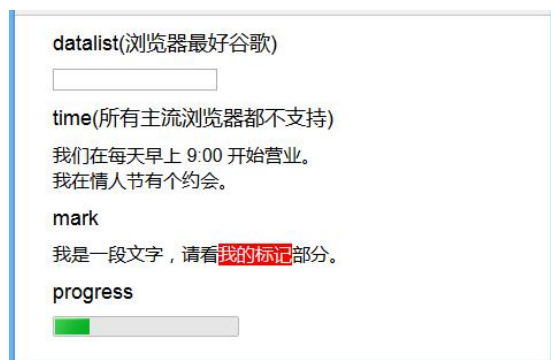 datalist(浏览器最好谷歌)
time(所有主流浏览器都不支持)
我们在每天早上 9:00 开始营业。
我在情人节有个约会。
mark
我是一段文字，请看我的标记部分。
progress